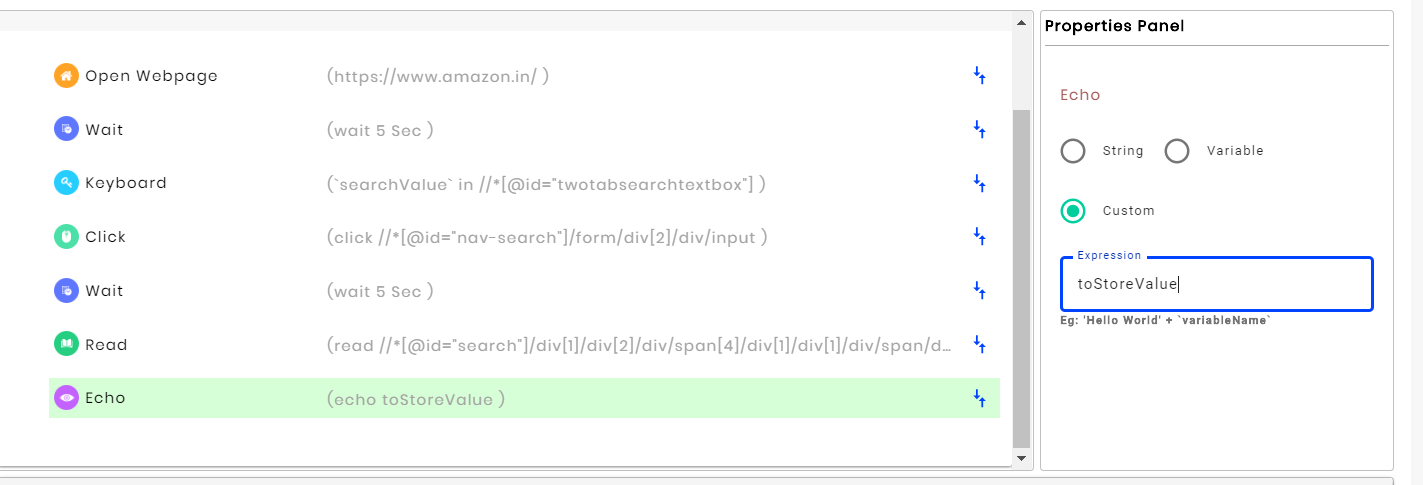 Properties Panel
Open Webpage (https://www.amazon.in/ )
Wait (wait 5 Sec )
Keyboard (`searchValue` in //*[@id="twotabsearchtextbox"] )
Click (click //*[@id="nav-search"]/form/div[2]/div/input )
Wait (wait 5 Sec )
Read (read //*[@id="search"]/div[1]/div[2]/div/span[4]/div[1]/div[1]/div/span/d...
Echo (echo toStoreValue )
Echo
String Variable
Custom
Expression
toStoreValue
Eg: 'Hello World' + `variableName`